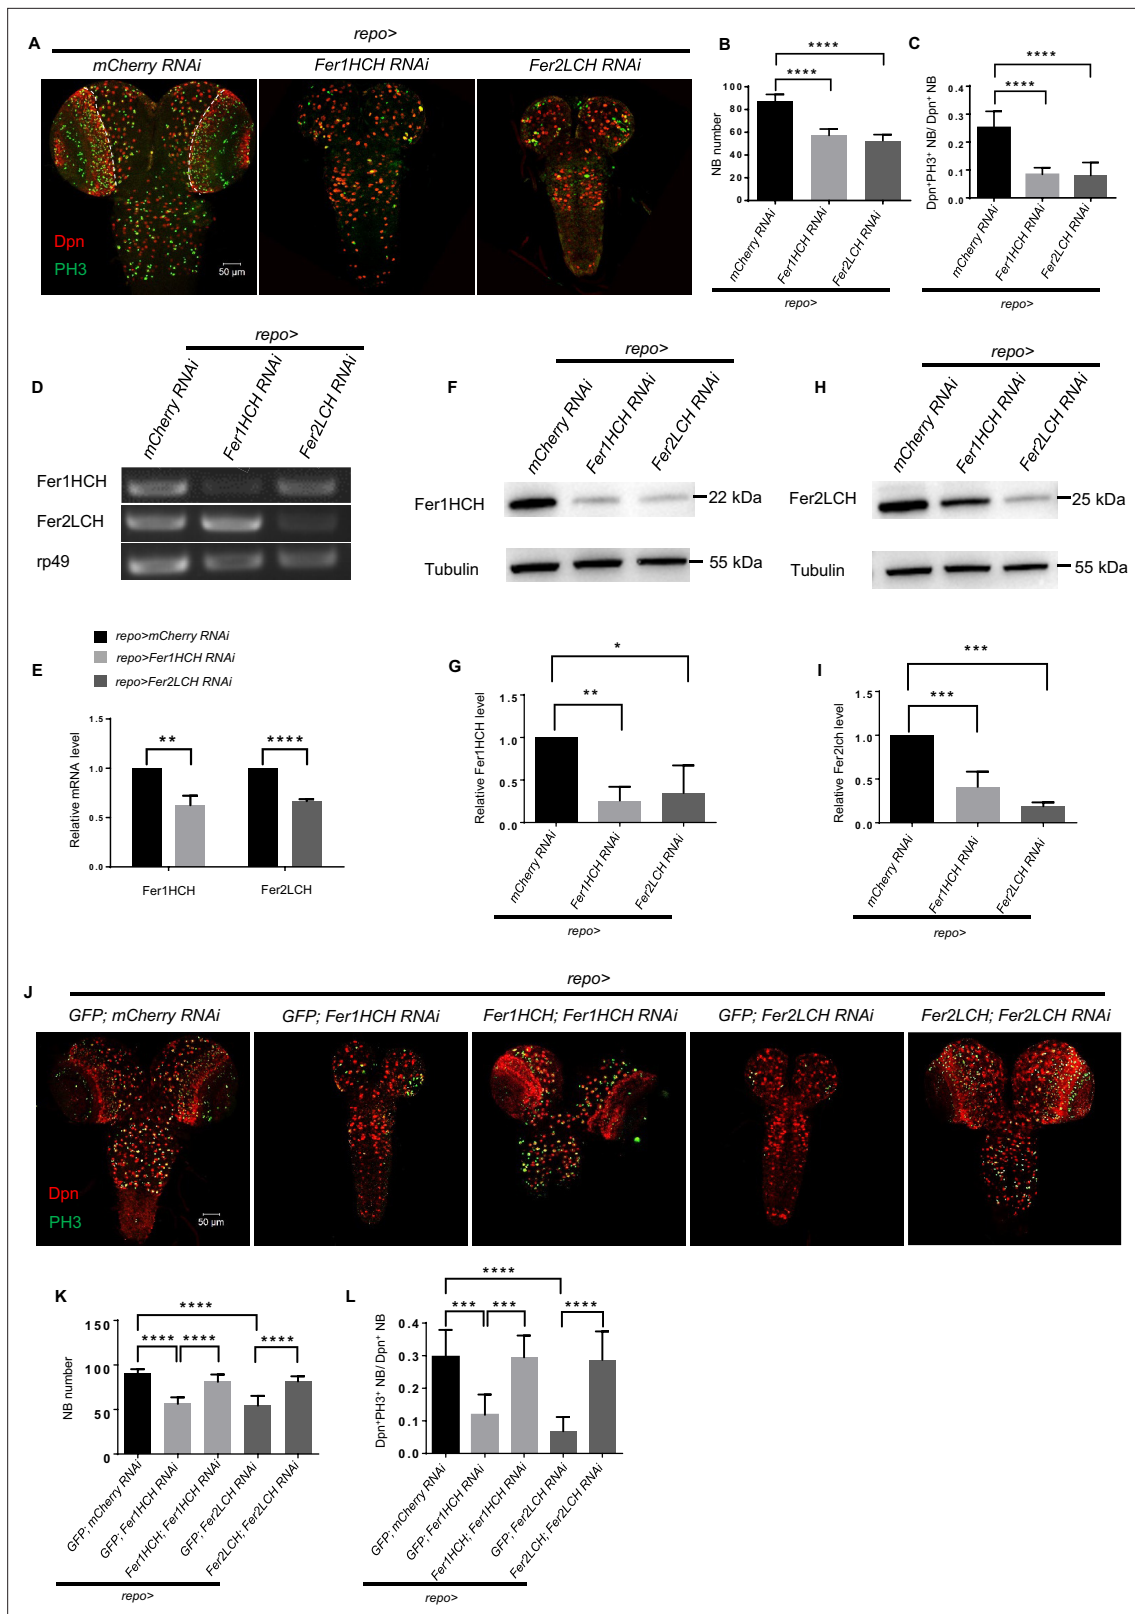 A
repo>
mCherry RNAi
Fer1HCH RNAi
Fer2LCH RNAi
Dpn
PH3
50 µm
B
****
****
NB number
100
80
60
40
20
0
mCherry RNAi
Fer1HCH RNAi
Fer2LCH RNAi
repo>
C
****
****
Dpn⁺PH3⁺ NB/ Dpn⁺ NB
0.4
0.3
0.2
0.1
0.0
mCherry RNAi
Fer1HCH RNAi
Fer2LCH RNAi
repo>
D
repo>
mCherry RNAi
Fer1HCH RNAi
Fer2LCH RNAi
Fer1HCH
Fer2LCH
rp49
F
repo>
mCherry RNAi
Fer1HCH RNAi
Fer2LCH RNAi
Fer1HCH
22 kDa
Tubulin
55 kDa
H
repo>
mCherry RNAi
Fer1HCH RNAi
Fer2LCH RNAi
Fer2LCH
25 kDa
Tubulin
55 kDa
repo>mCherry RNAi
repo>Fer1HCH RNAi
repo>Fer2LCH RNAi
E
Relative mRNA level
1.5
1.0
0.5
0.0
**
****
Fer1HCH
Fer2LCH
G
*
**
Relative Fer1HCH level
1.5
1.0
0.5
0.0
mCherry RNAi
Fer1HCH RNAi
Fer2LCH RNAi
repo>
I
***
***
Relative Fer2lch level
1.5
1.0
0.5
0.0
mCherry RNAi
Fer1HCH RNAi
Fer2LCH RNAi
repo>
J
repo>
GFP; mCherry RNAi
GFP; Fer1HCH RNAi
Fer1HCH; Fer1HCH RNAi
GFP; Fer2LCH RNAi
Fer2LCH; Fer2LCH RNAi
Dpn
PH3
50 µm
K
****
**** ****
****
NB number
150
100
50
0
GFP; mCherry RNAi
GFP; Fer1HCH RNAi
Fer1HCH; Fer1HCH RNAi
GFP; Fer2LCH RNAi
Fer2LCH; Fer2LCH RNAi
repo>
L
****
*** ***
****
Dpn⁺PH3⁺ NB/ Dpn⁺ NB
0.4
0.3
0.2
0.1
0.0
GFP; mCherry RNAi
GFP; Fer1HCH RNAi
Fer1HCH; Fer1HCH RNAi
GFP; Fer2LCH RNAi
Fer2LCH; Fer2LCH RNAi
repo>